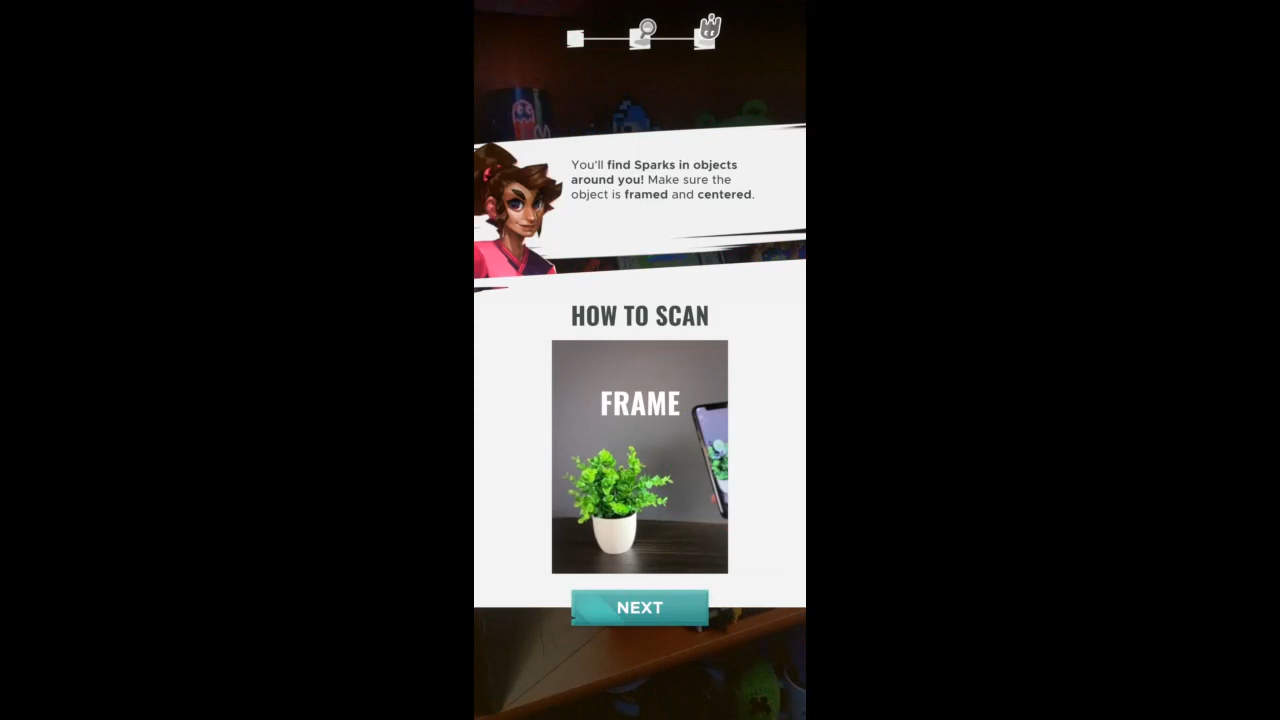 You'll find Sparks in objects
around you! Make sure the
object is framed and centered.
HOW TO SCAN
FRAME
NEXT